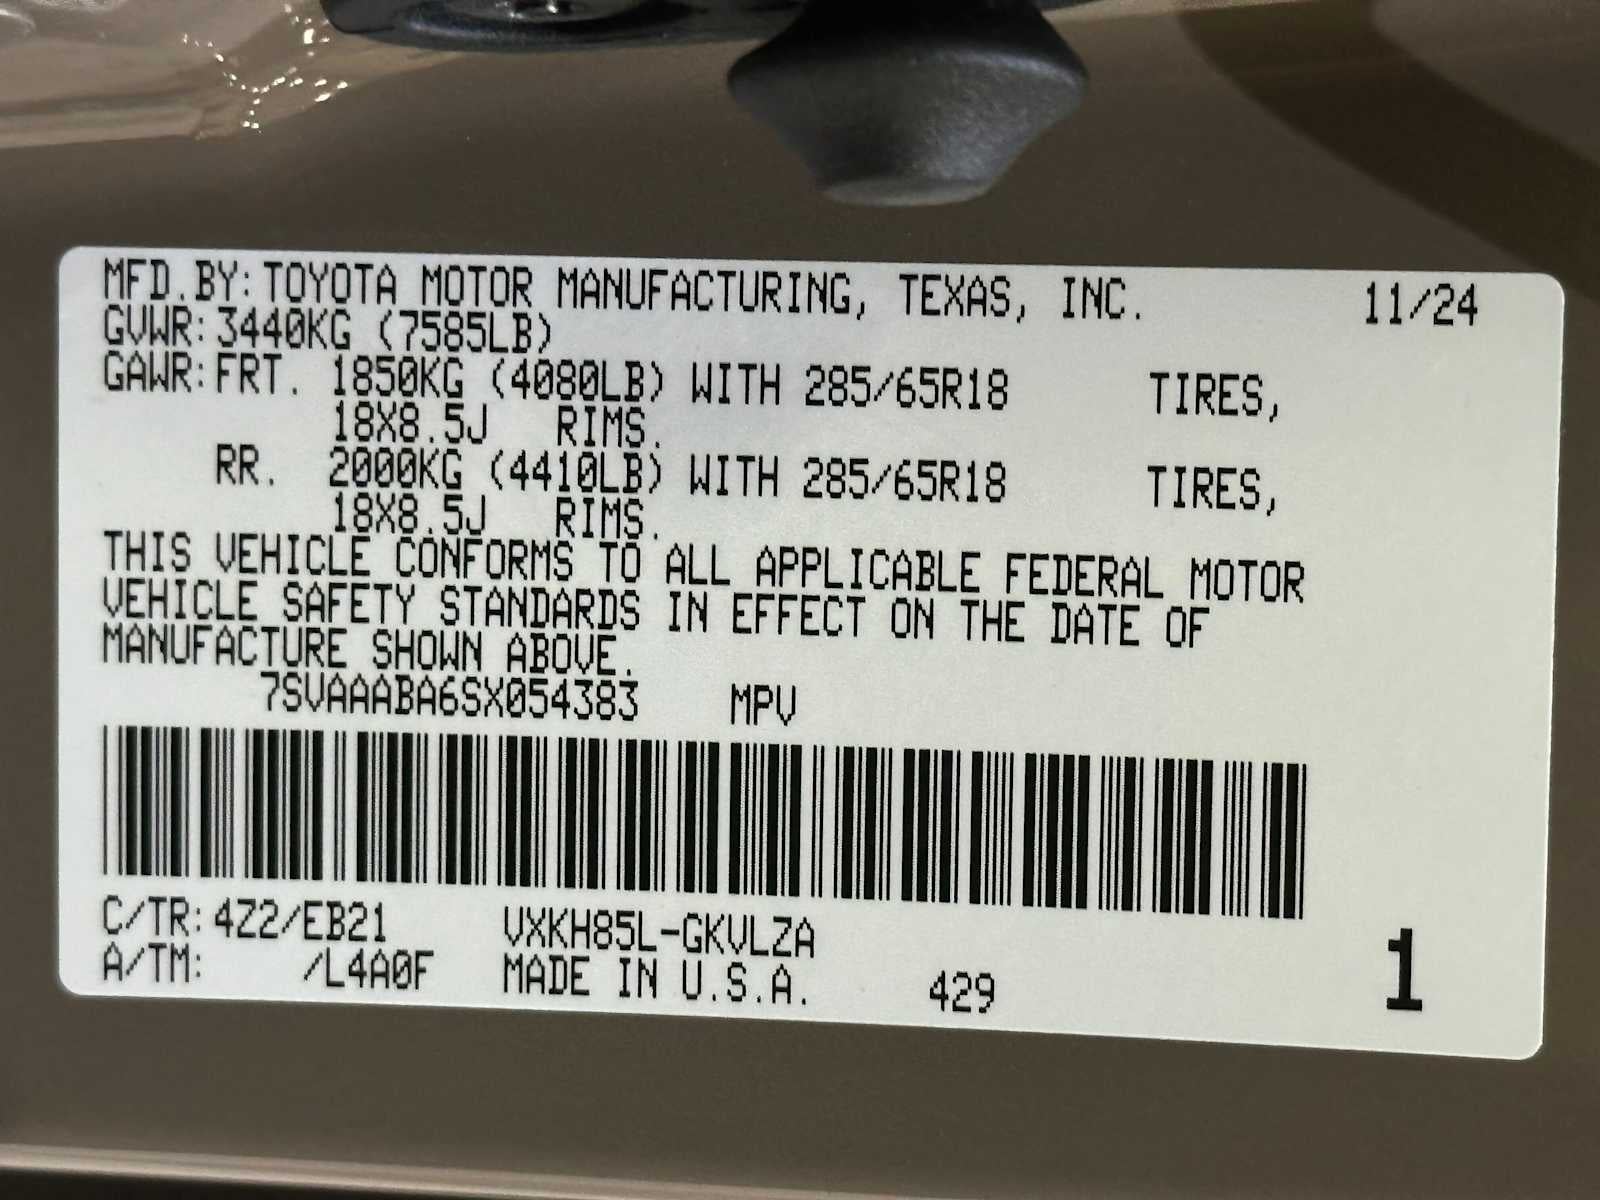 MFD.BY: TOYOTA MOTOR MANUFACTURING, TEXAS, INC. 11/24
GVWR: 3440KG (7585LB)
GAWR: FRT. 1850KG (4080LB) WITH 285/65R18 TIRES,
18X8.5J RIMS.
RR. 2000KG (4410LB) WITH 285/65R18 TIRES,
18X8.5J RIMS.
THIS VEHICLE CONFORMS TO ALL APPLICABLE FEDERAL MOTOR
VEHICLE SAFETY STANDARDS IN EFFECT ON THE DATE OF
MANUFACTURE SHOWN ABOVE.
7SVAAABA6SX054383 MPV
C/TR: 4Z2/EB21 VXKH85L-GKVLZA
A/TM: /L4A0F MADE IN U.S.A. 429 1